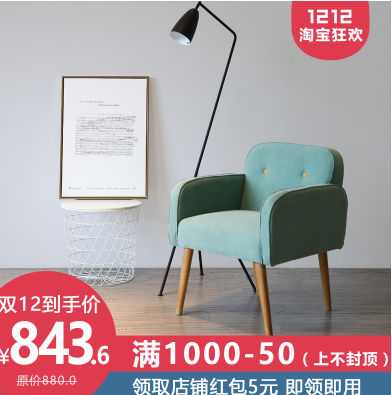 1212
淘宝狂欢
双12到手价
¥843.6
原价880.0
满1000-50（上不封顶）
领取店铺红包5元 即领即用